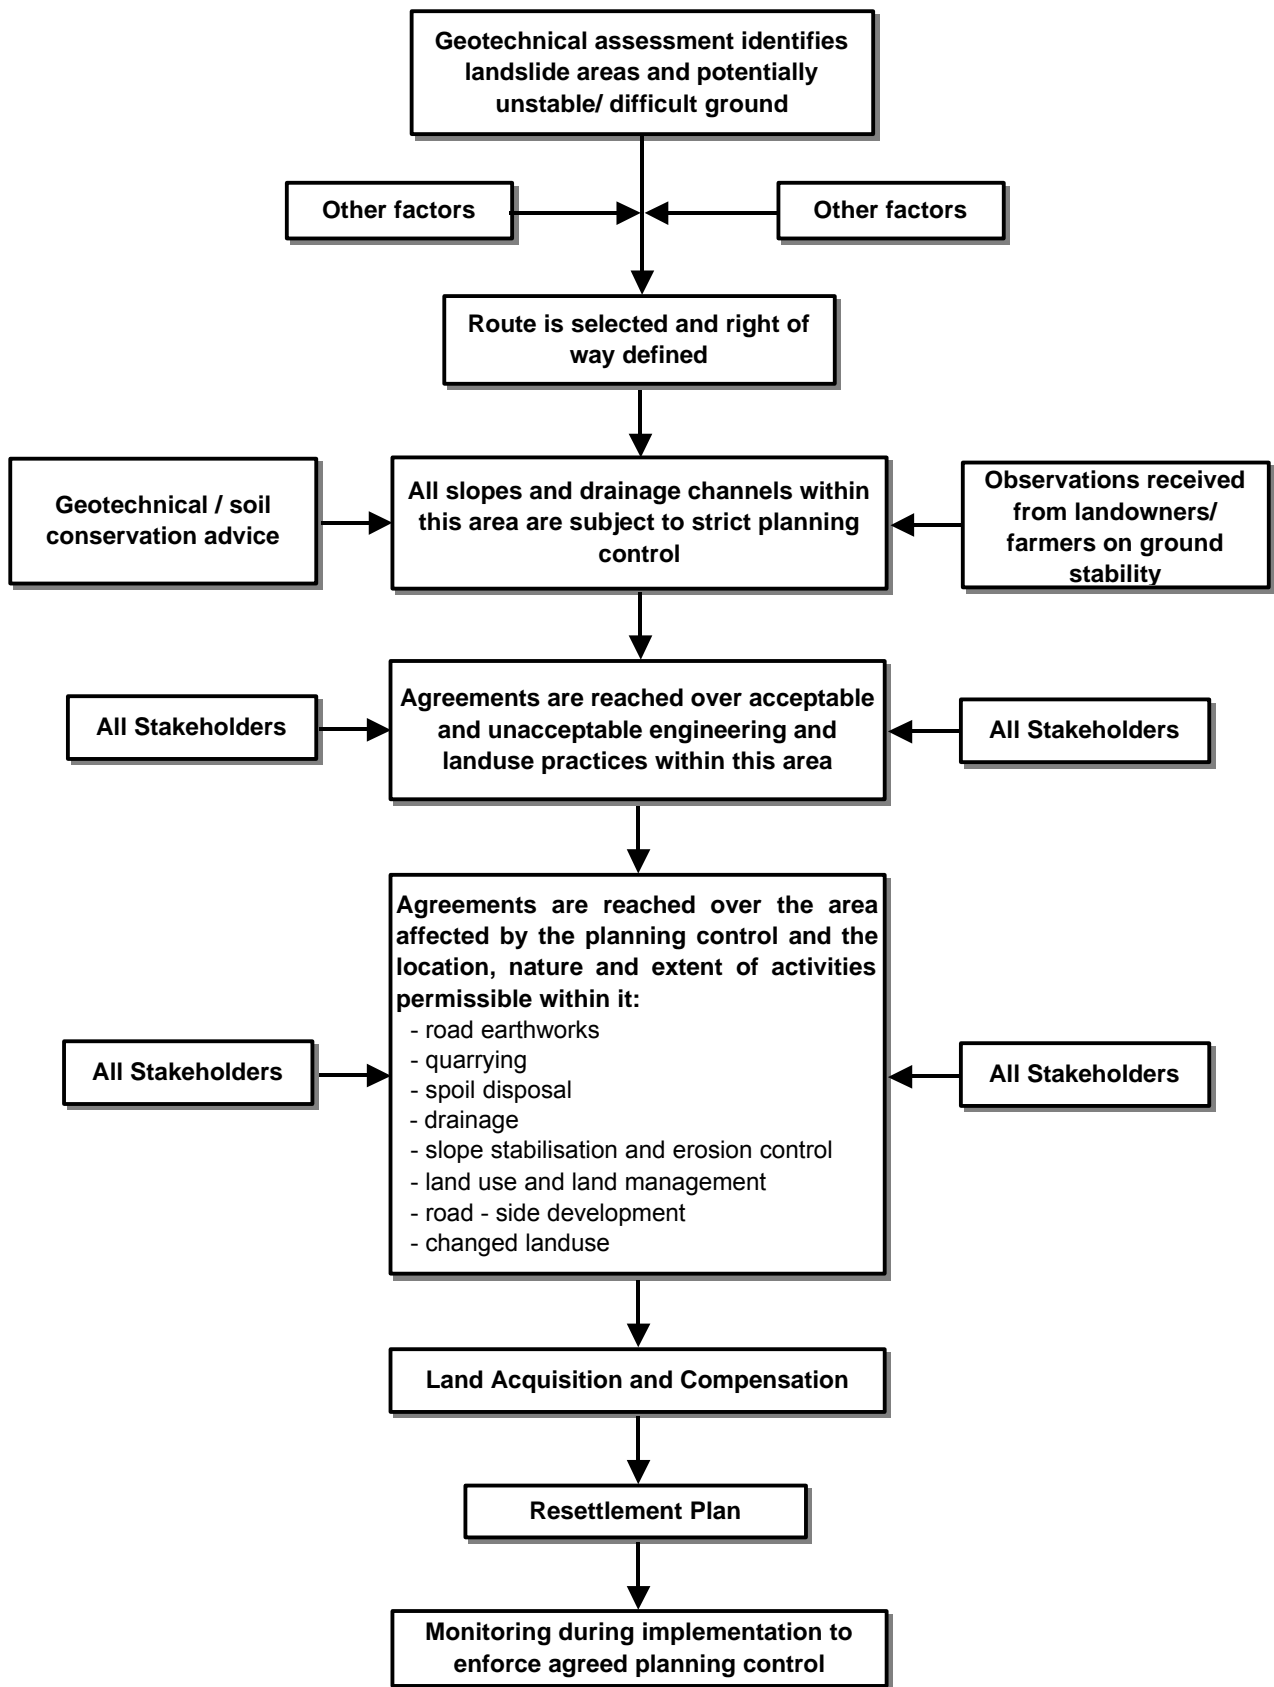 Geotechnical assessment identifies
landslide areas and potentially
unstable/ difficult ground
Other factors
Other factors
Route is selected and right of
way defined
Geotechnical / soil
conservation advice
All slopes and drainage channels within
this area are subject to strict planning
control
Observations received
from landowners/
farmers on ground
stability
All Stakeholders
Agreements are reached over acceptable
and unacceptable engineering and
landuse practices within this area
All Stakeholders
Agreements are reached over the area
affected by the planning control and the
location, nature and extent of activities
permissible within it:
- road earthworks
- quarrying
- spoil disposal
- drainage
- slope stabilisation and erosion control
- land use and land management
- road - side development
- changed landuse
All Stakeholders
All Stakeholders
Land Acquisition and Compensation
Resettlement Plan
Monitoring during implementation to
enforce agreed planning control